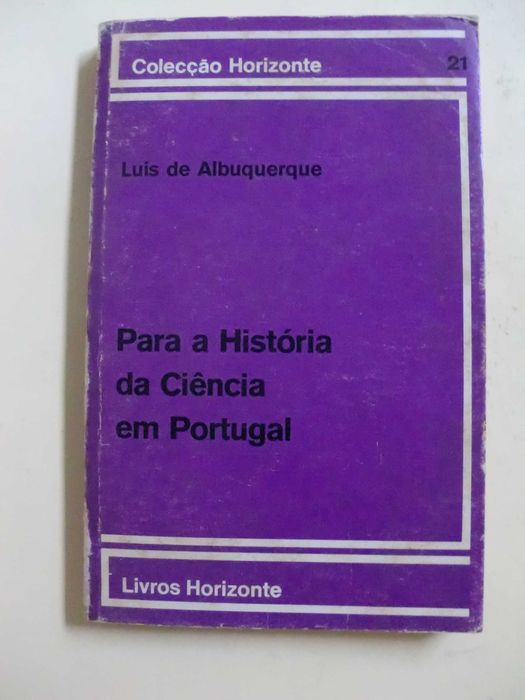 Colecção Horizonte 21
Luís de Albuquerque
Para a História
da Ciência
em Portugal
Livros Horizonte